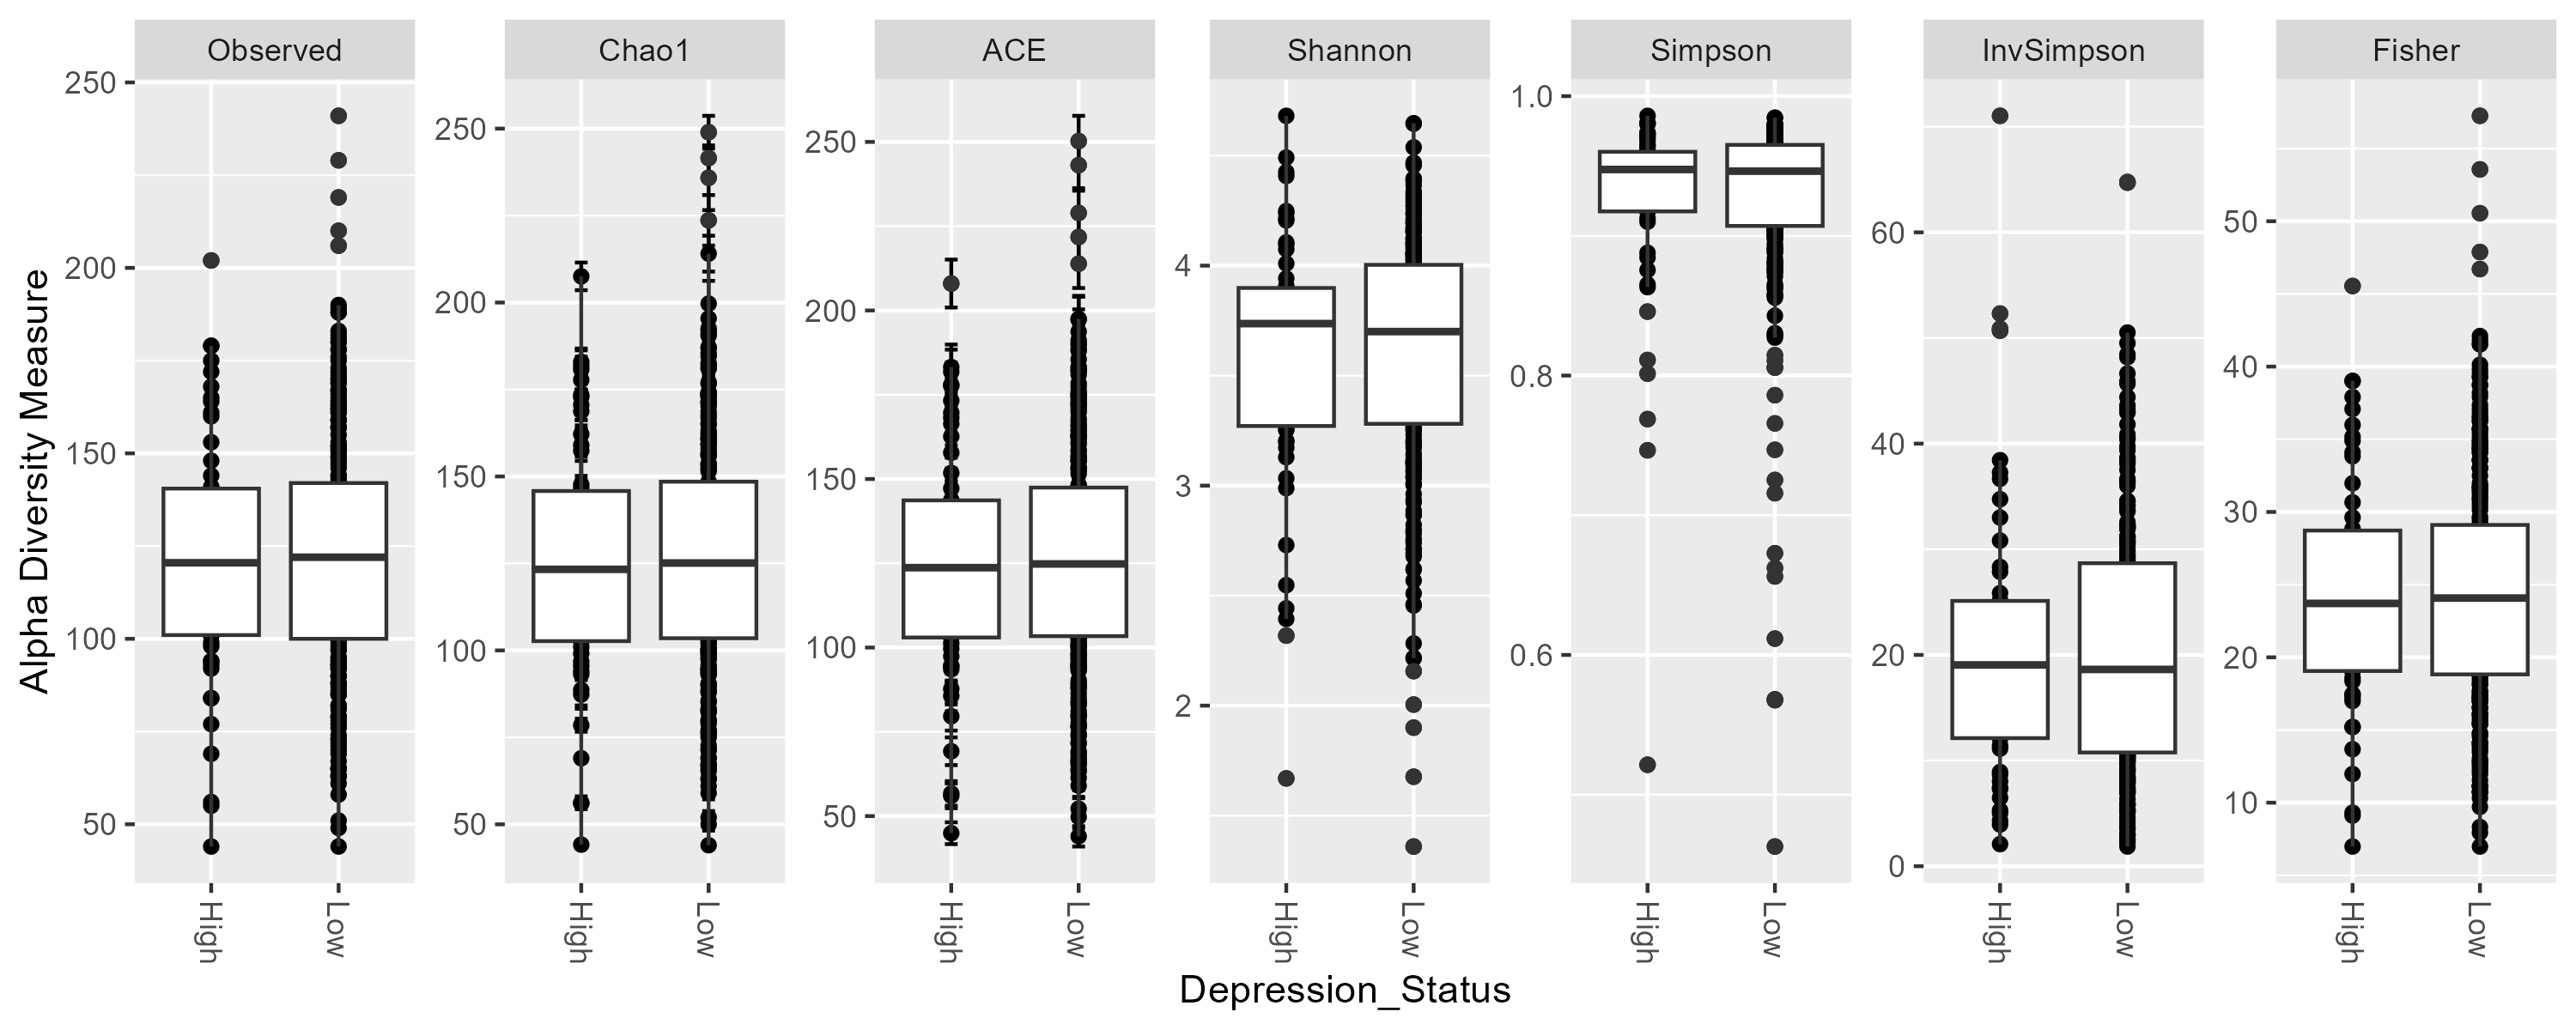 Observed
Chao1
ACE
Shannon
Simpson
InvSimpson
Fisher
Alpha Diversity Measure
250
200
150
100
50
250
200
150
100
50
250
200
150
100
50
4
3
2
1.0
0.8
0.6
60
40
20
0
50
40
30
20
10
High
Low
High
Low
High
Low
High
Low
High
Low
High
Low
High
Low
Depression_Status